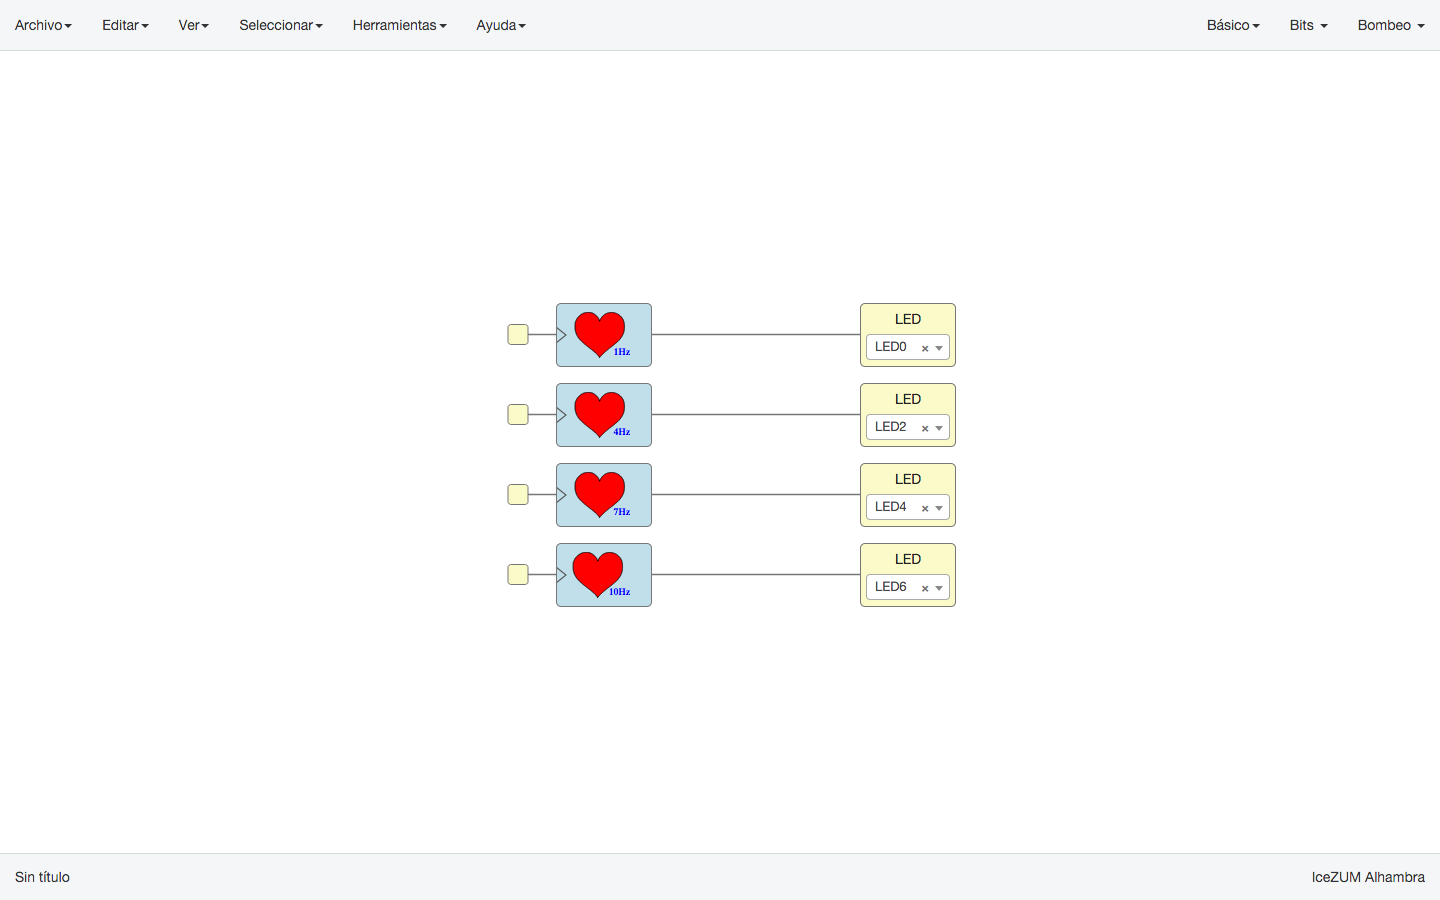 Archivo Editar Ver Seleccionar Herramientas Ayuda Básico Bits Bombeo
1Hz
LED
LED0 ×
4Hz
LED
LED2 ×
7Hz
LED
LED4 ×
10Hz
LED
LED6 ×
Sin título IceZUM Alhambra